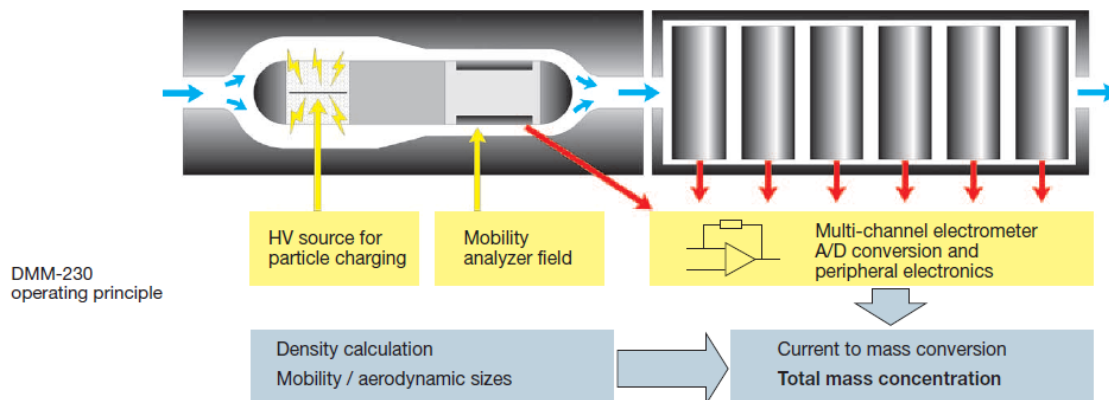 HV source for
particle charging
Mobility
analyzer field
Multi-channel electrometer
A/D conversion and
peripheral electronics
DMM-230
operating principle
Density calculation
Mobility / aerodynamic sizes
Current to mass conversion
Total mass concentration